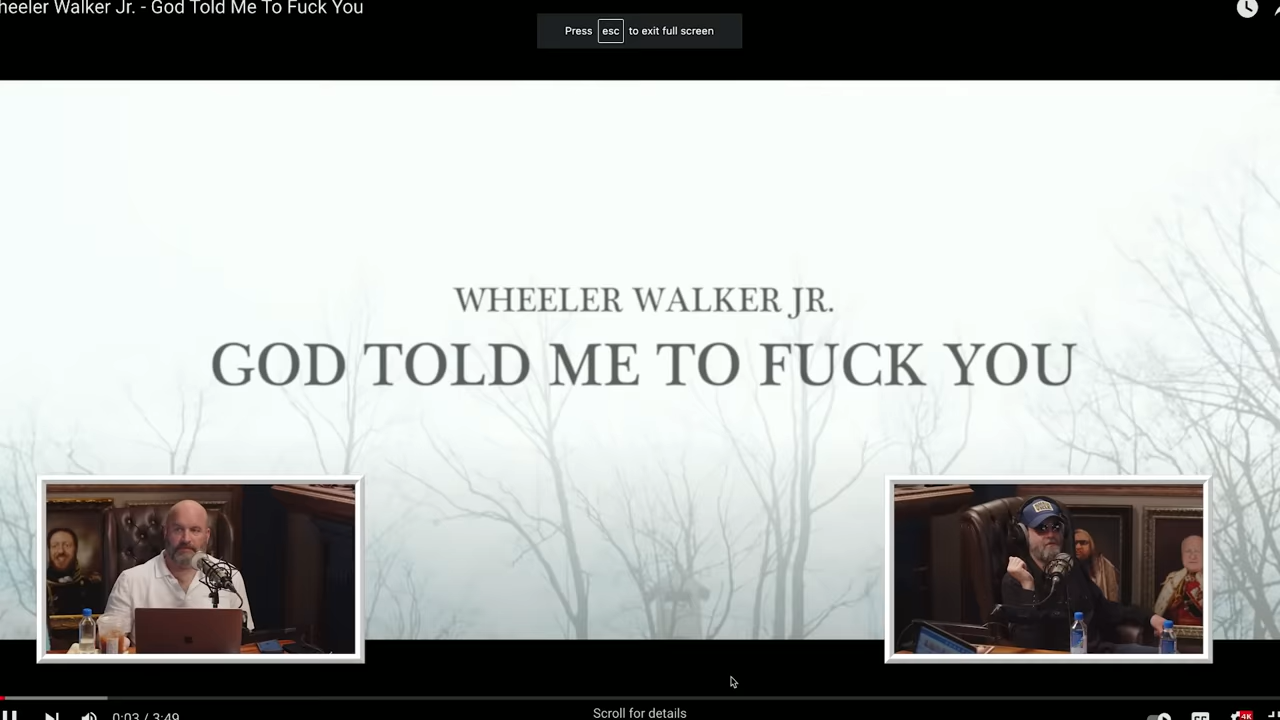 heeler Walker Jr. - God Told Me To Fuck You
Press esc to exit full screen
WHEELER WALKER JR.
GOD TOLD ME TO FUCK YOU
0:03 / 3:49
Scroll for details
4K